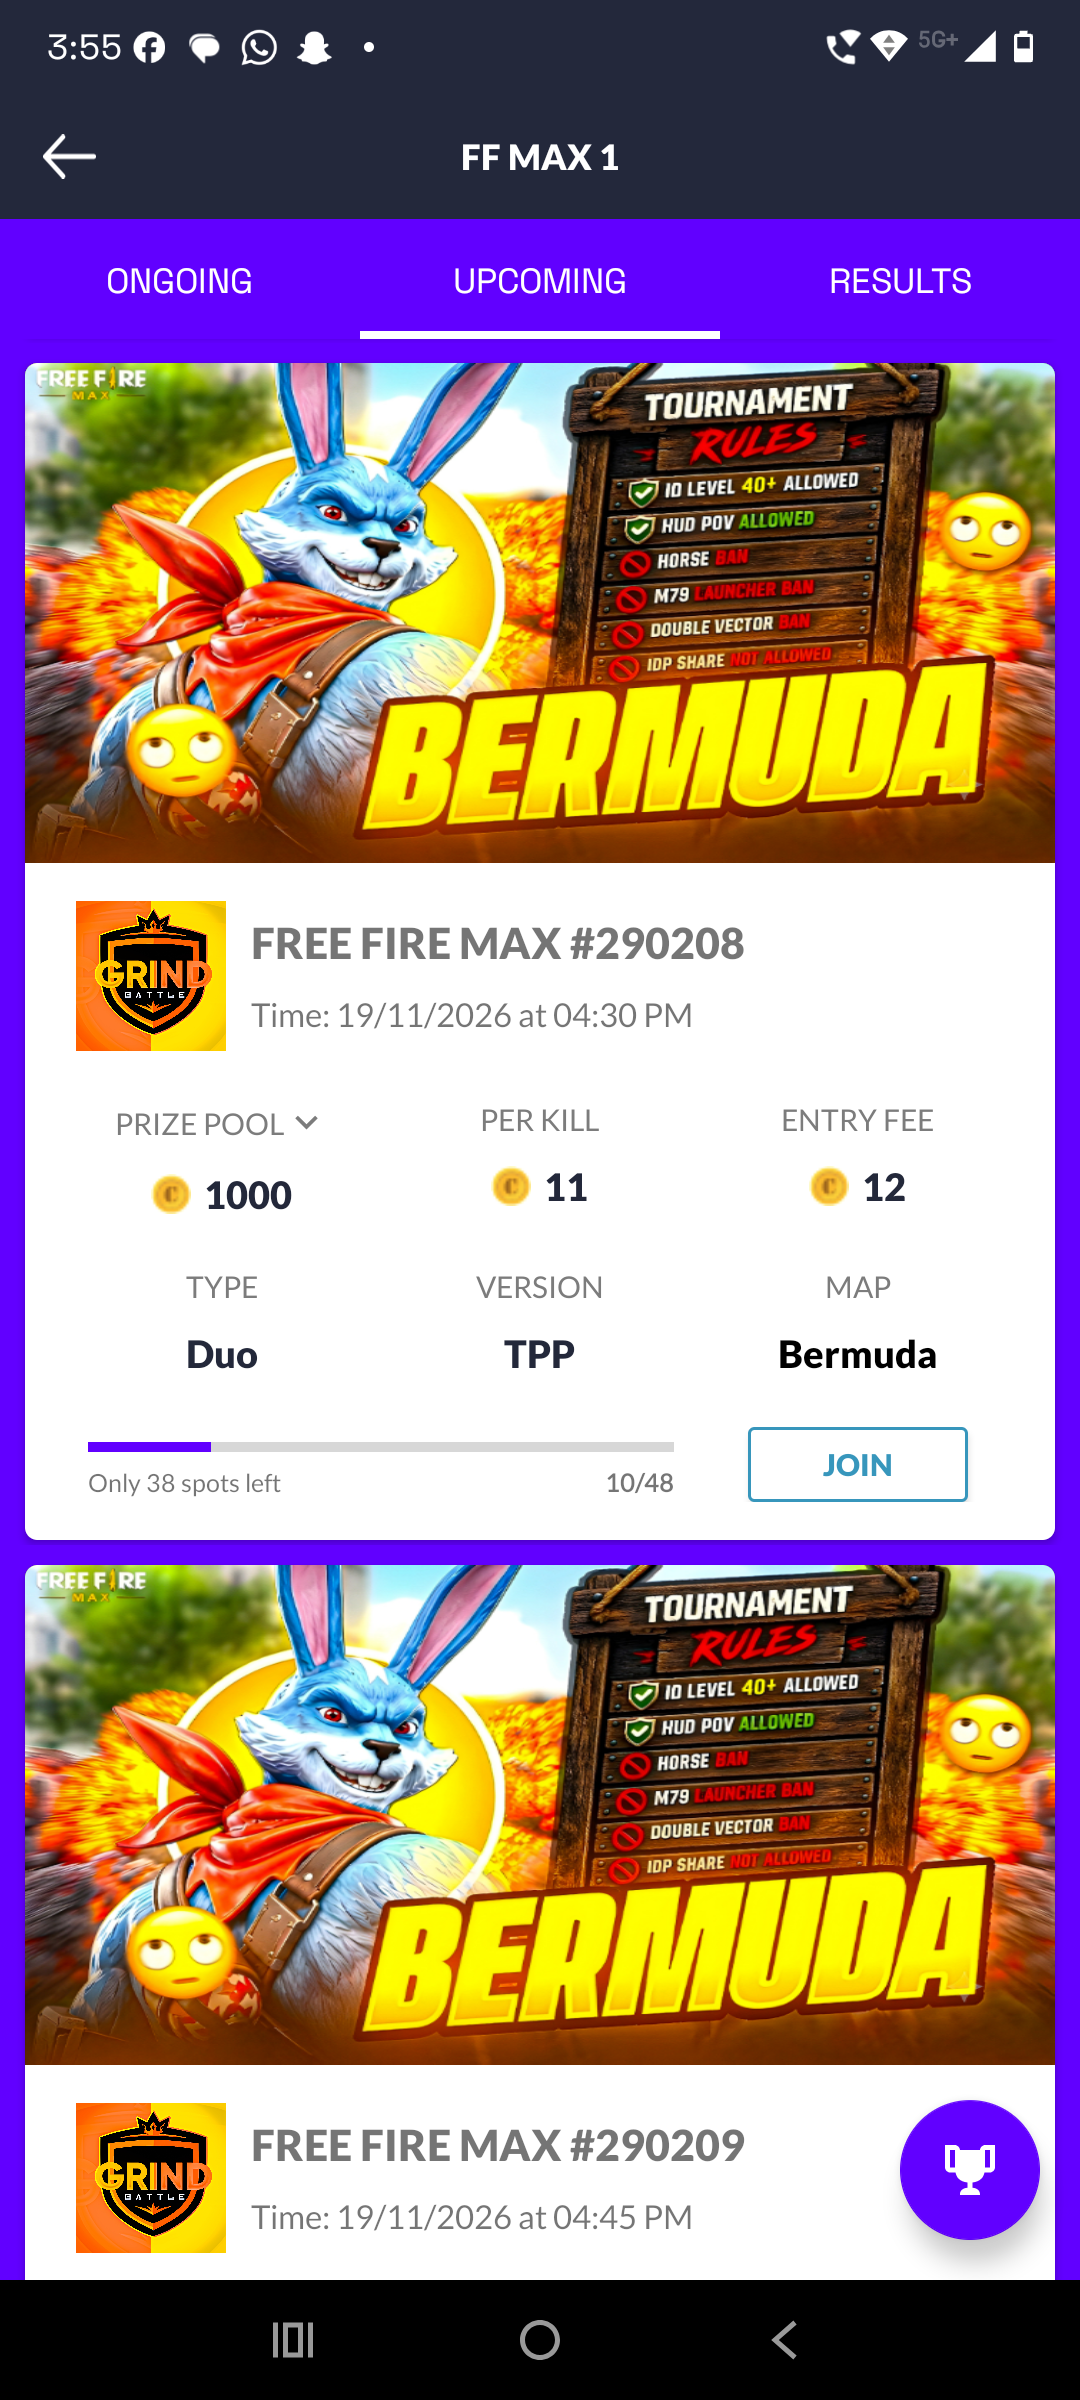 3:55
5G+
FF MAX 1
ONGOING
UPCOMING
RESULTS
FREE FIRE
MAX
TOURNAMENT
RULES
ID LEVEL 40+ ALLOWED
HUD POV ALLOWED
HORSE BAN
M79 LAUNCHER BAN
DOUBLE VECTOR BAN
IDP SHARE NOT ALLOWED
BERMUDA
GRIND
BATTLE
FREE FIRE MAX #290208
Time: 19/11/2026 at 04:30 PM
PRIZE POOL
PER KILL
ENTRY FEE
1000
11
12
TYPE
VERSION
MAP
Duo
TPP
Bermuda
Only 38 spots left
10/48
JOIN
FREE FIRE
MAX
TOURNAMENT
RULES
ID LEVEL 40+ ALLOWED
HUD POV ALLOWED
HORSE BAN
M79 LAUNCHER BAN
DOUBLE VECTOR BAN
IDP SHARE NOT ALLOWED
BERMUDA
GRIND
BATTLE
FREE FIRE MAX #290209
Time: 19/11/2026 at 04:45 PM